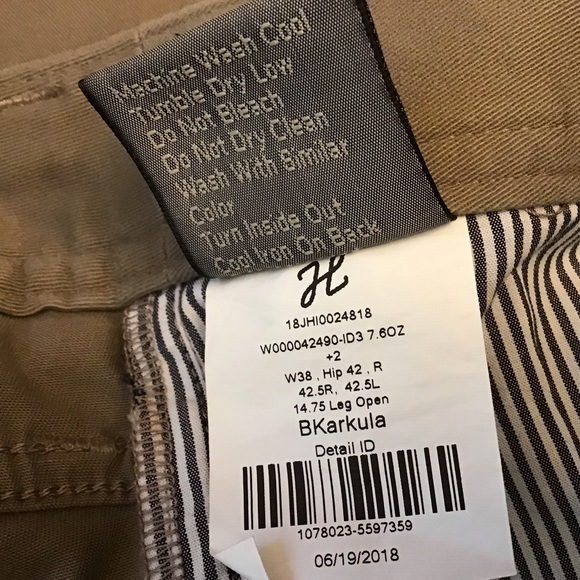 Machine Wash Cool
Tumble Dry Low
Do Not Bleach
Do Not Dry Clean
Wash With Similar
Color
Turn Inside Out
Cool Iron On Back
H
18JHI0024818
W000042490-ID3 7.6OZ
+2
W38 , Hip 42 , R
42.5R, 42.5L
14.75 Leg Open
BKarkula
Detail ID
1078023-5597359
06/19/2018